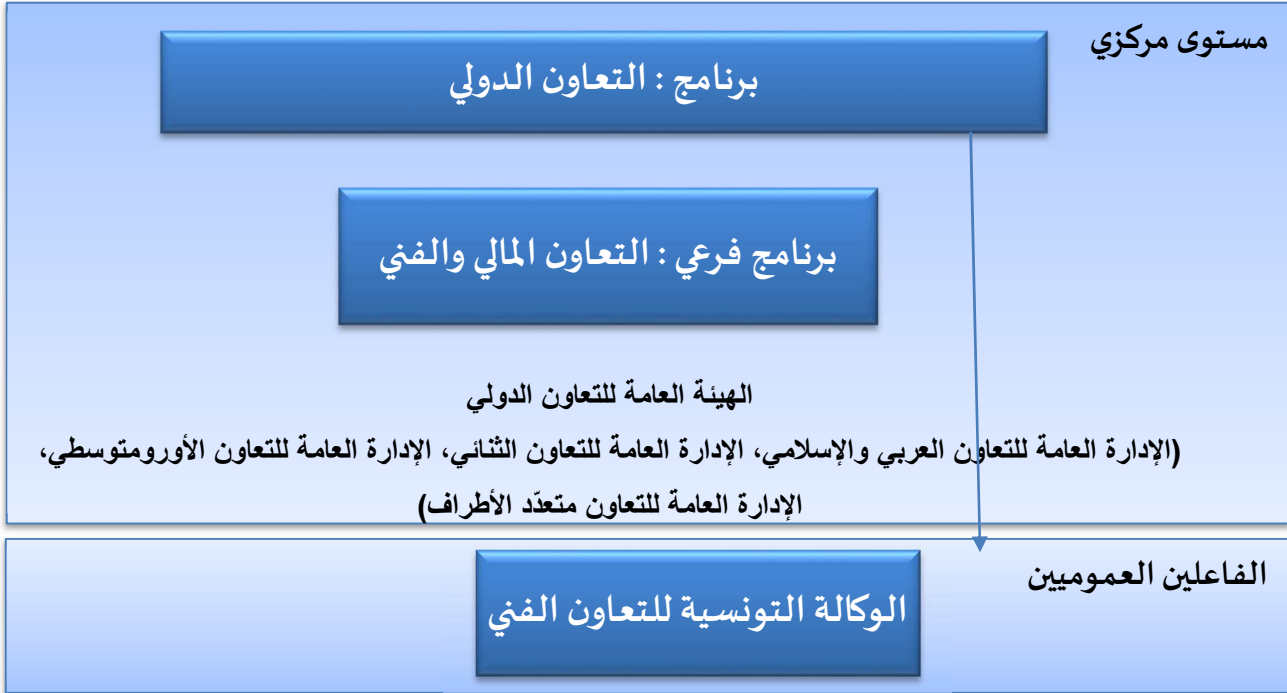 مستوى مركزي
برنامج : التعاون الدولي
برنامج فرعي : التعاون المالي والفني
الهيئة العامة للتعاون الدولي
(الإدارة العامة للتعاون العربي والإسلامي، الإدارة العامة للتعاون الثنائي، الإدارة العامة للتعاون الأورومتوسطي،
الإدارة العامة للتعاون متعدّد الأطراف)
الفاعلين العموميين
الوكالة التونسية للتعاون الفني